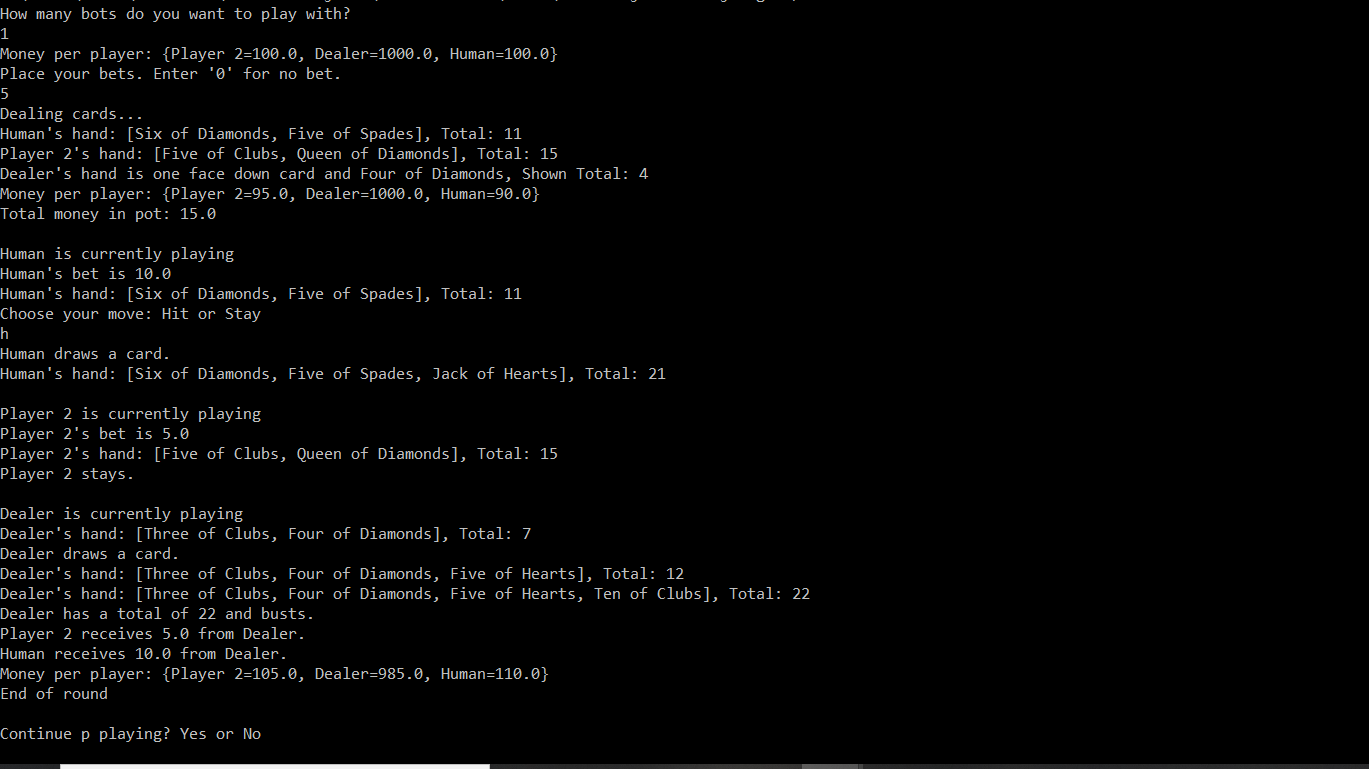 How many bots do you want to play with?
1
Money per player: {Player 2=100.0, Dealer=1000.0, Human=100.0}
Place your bets. Enter '0' for no bet.
5
Dealing cards...
Human's hand: [Six of Diamonds, Five of Spades], Total: 11
Player 2's hand: [Five of Clubs, Queen of Diamonds], Total: 15
Dealer's hand is one face down card and Four of Diamonds, Shown Total: 4
Money per player: {Player 2=95.0, Dealer=1000.0, Human=90.0}
Total money in pot: 15.0

Human is currently playing
Human's bet is 10.0
Human's hand: [Six of Diamonds, Five of Spades], Total: 11
Choose your move: Hit or Stay
h
Human draws a card.
Human's hand: [Six of Diamonds, Five of Spades, Jack of Hearts], Total: 21

Player 2 is currently playing
Player 2's bet is 5.0
Player 2's hand: [Five of Clubs, Queen of Diamonds], Total: 15
Player 2 stays.

Dealer is currently playing
Dealer's hand: [Three of Clubs, Four of Diamonds], Total: 7
Dealer draws a card.
Dealer's hand: [Three of Clubs, Four of Diamonds, Five of Hearts], Total: 12
Dealer's hand: [Three of Clubs, Four of Diamonds, Five of Hearts, Ten of Clubs], Total: 22
Dealer has a total of 22 and busts.
Player 2 receives 5.0 from Dealer.
Human receives 10.0 from Dealer.
Money per player: {Player 2=105.0, Dealer=985.0, Human=110.0}
End of round

Continue p playing? Yes or No